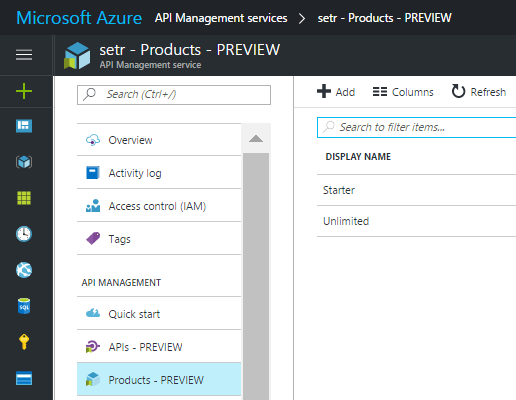 Microsoft Azure API Management services > setr - Products - PREVIEW
setr - Products - PREVIEW
API Management service
Search (Ctrl+/)
Overview
Activity log
Access control (IAM)
Tags
API MANAGEMENT
Quick start
APIs - PREVIEW
Products - PREVIEW
Add Columns Refresh
Search to filter items...
DISPLAY NAME
Starter
Unlimited
SQL